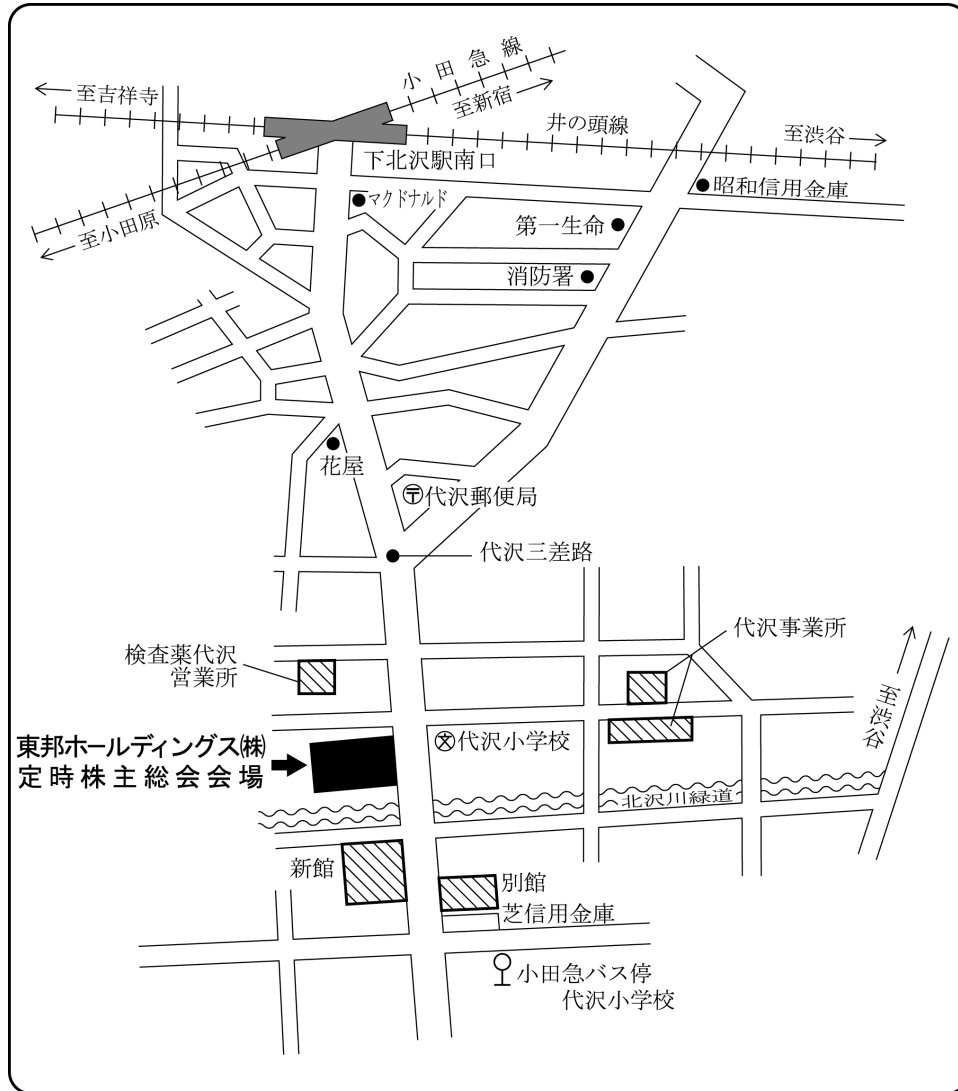 小田急線
至新宿
至吉祥寺
井の頭線
至渋谷
下北沢駅南口
昭和信用金庫
マクドナルド
至小田原
第一生命
消防署
花屋
〒代沢郵便局
代沢三差路
代沢事業所
検査薬代沢
営業所
至渋谷
東邦ホールディングス㈱
定時株主総会会場
文代沢小学校
北沢川緑道
新館
別館
芝信用金庫
小田急バス停
代沢小学校